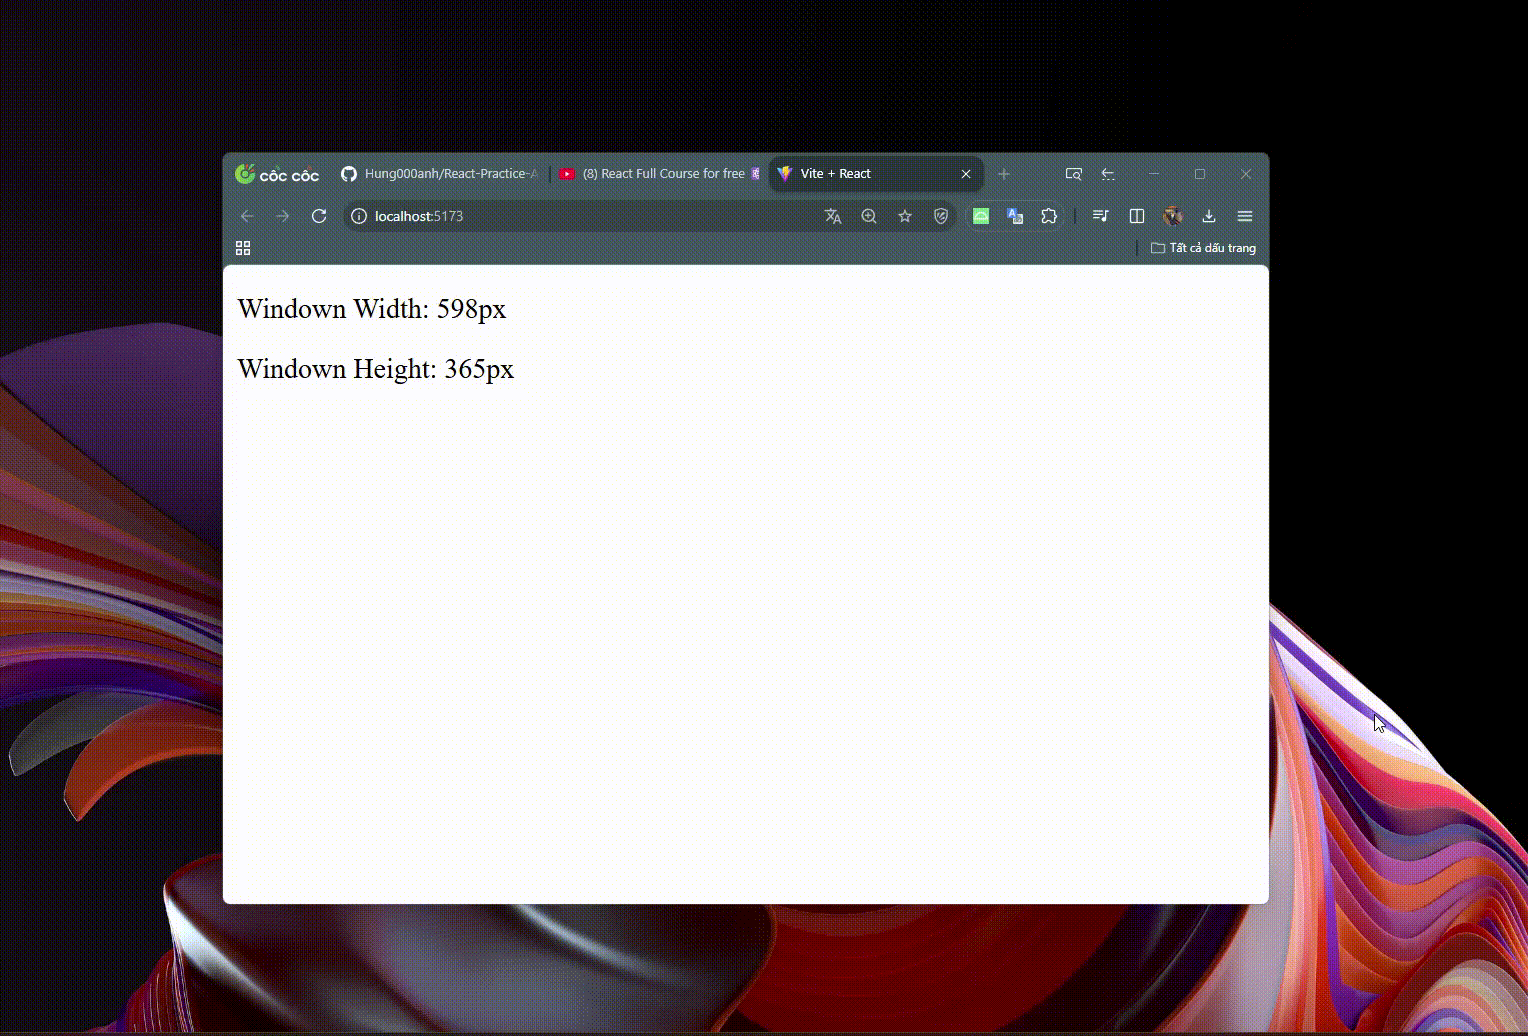 cốc cốc
Hung000anh/React-Practice-A
(8) React Full Course for free
Vite + React
localhost:5173
Tất cả dấu trang
Windown Width: 598px
Windown Height: 365px